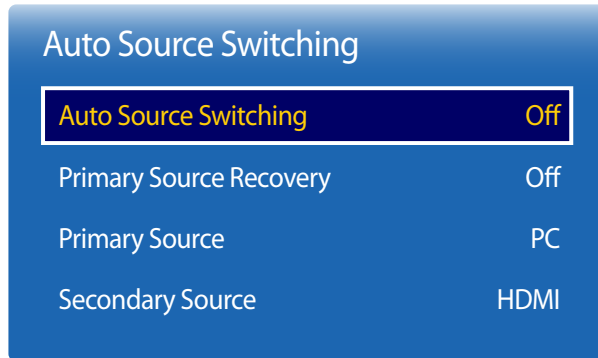 Auto Source Switching
Auto Source Switching Off
Primary Source Recovery Off
Primary Source PC
Secondary Source HDMI